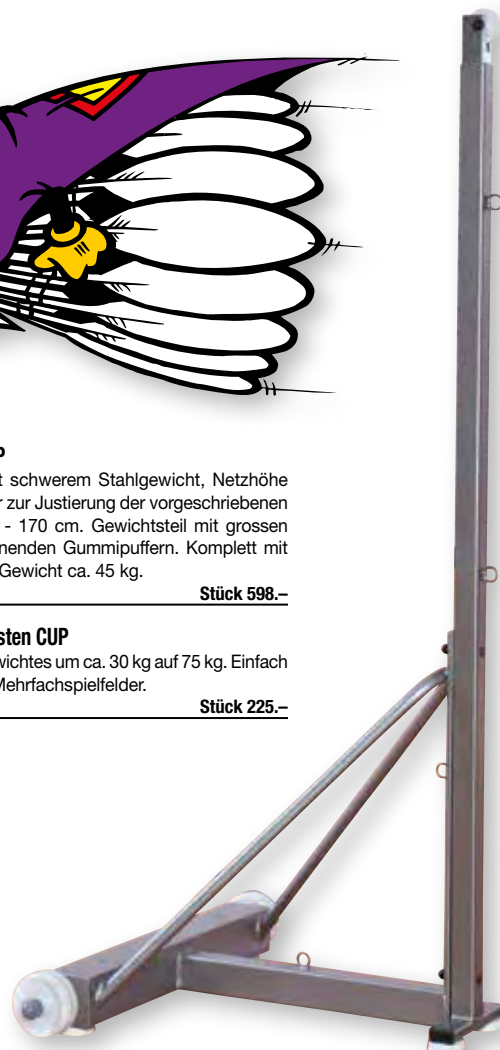 t schwerem Stahlgewicht, Netzhöhe
r zur Justierung der vorgeschriebenen
- 170 cm. Gewichtsteil mit grossen
nenden Gummipuffern. Komplett mit
Gewicht ca. 45 kg.
Stück 598.–
sten CUP
wichtes um ca. 30 kg auf 75 kg. Einfach
Mehrfachspielfelder.
Stück 225.–